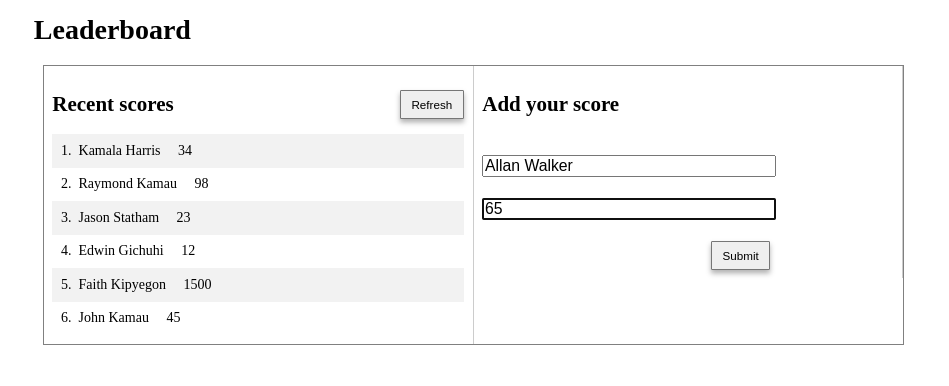 Leaderboard
Recent scores
Refresh
1. Kamala Harris 34
2. Raymond Kamau 98
3. Jason Statham 23
4. Edwin Gichuhi 12
5. Faith Kipyegon 1500
6. John Kamau 45
Add your score
Allan Walker
65
Submit